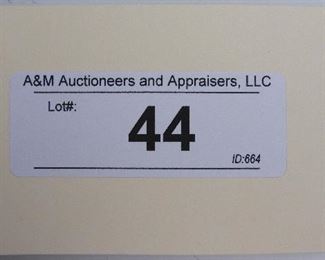 A&M Auctioneers and Appraisers, LLC
Lot#:
44
ID:664